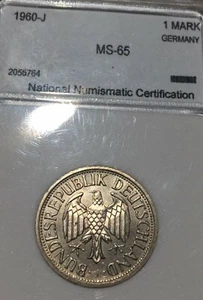 1960-J
1 MARK
GERMANY
MS-65
2056764
National Numismatic Certification
BUNDESREPUBLIK DEUTSCHLAND